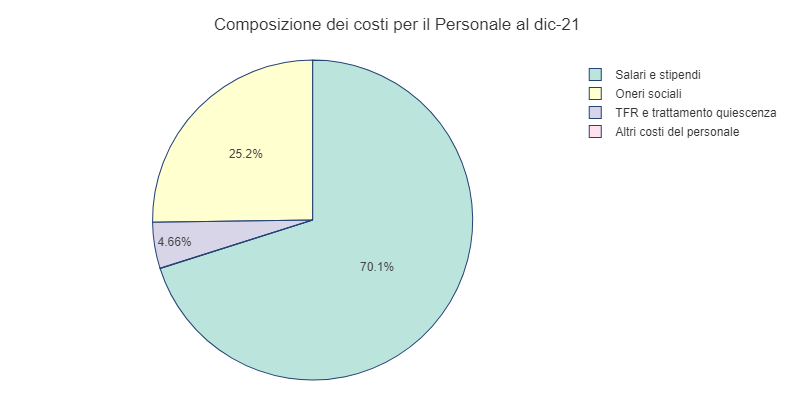 Composizione dei costi per il Personale al dic-21
Salari e stipendi
Oneri sociali
TFR e trattamento quiescenza
Altri costi del personale
25.2%
4.66%
70.1%